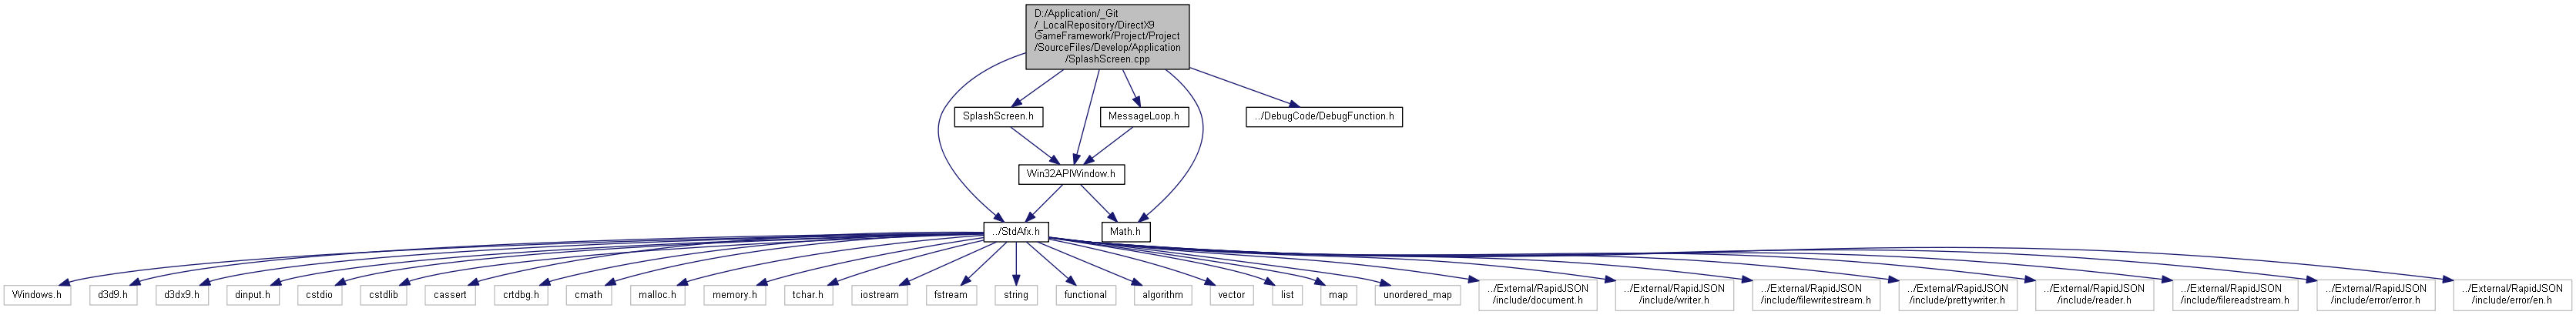 D:/Application/_Git
/_LocalRepository/DirectX9
GameFramework/Project/Project
/SourceFiles/Develop/Application
/SplashScreen.cpp
SplashScreen.h
MessageLoop.h
../DebugCode/DebugFunction.h
Win32APIWindow.h
../StdAfx.h
Math.h
Windows.h
d3d9.h
d3dx9.h
dinput.h
cstdio
cstdlib
cassert
crtdbg.h
cmath
malloc.h
memory.h
tchar.h
iostream
fstream
string
functional
algorithm
vector
list
map
unordered_map
../External/RapidJSON
/include/document.h
../External/RapidJSON
/include/writer.h
../External/RapidJSON
/include/filewritestream.h
../External/RapidJSON
/include/prettywriter.h
../External/RapidJSON
/include/reader.h
../External/RapidJSON
/include/filereadstream.h
../External/RapidJSON
/include/error/error.h
../External/RapidJSON
/include/error/en.h